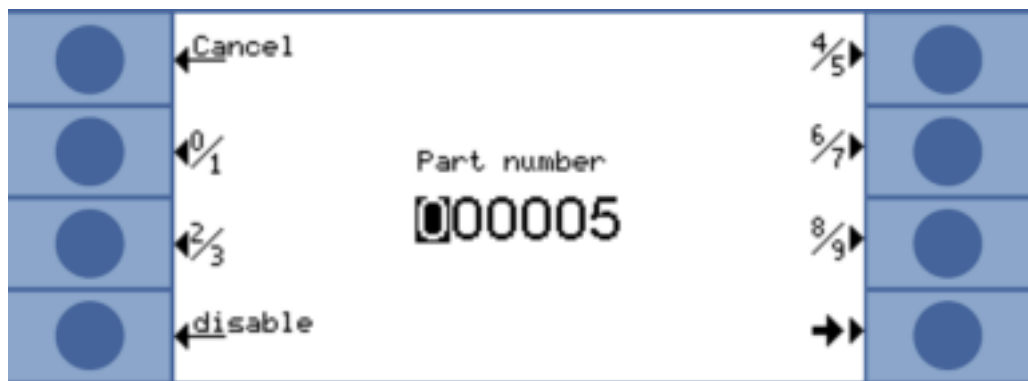 Cancel
4/5
0/1
6/7
Part number
000005
2/3
8/9
disable